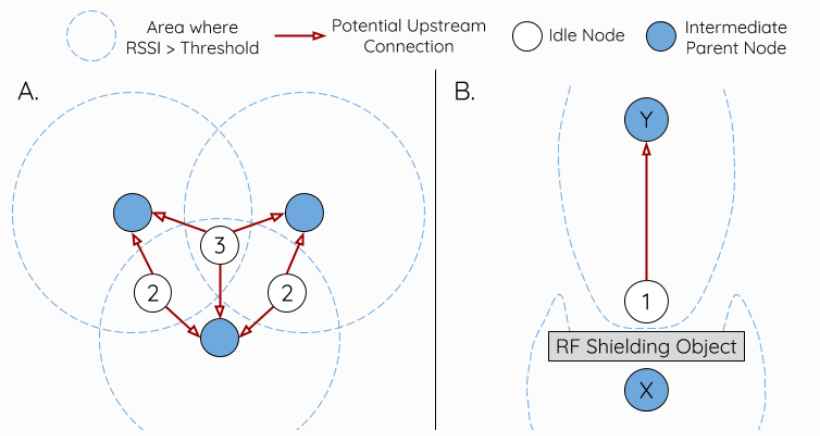 Area where
RSSI > Threshold
Potential Upstream
Connection
Idle Node
Intermediate
Parent Node
A.
B.
Y
3
2
2
1
RF Shielding Object
X